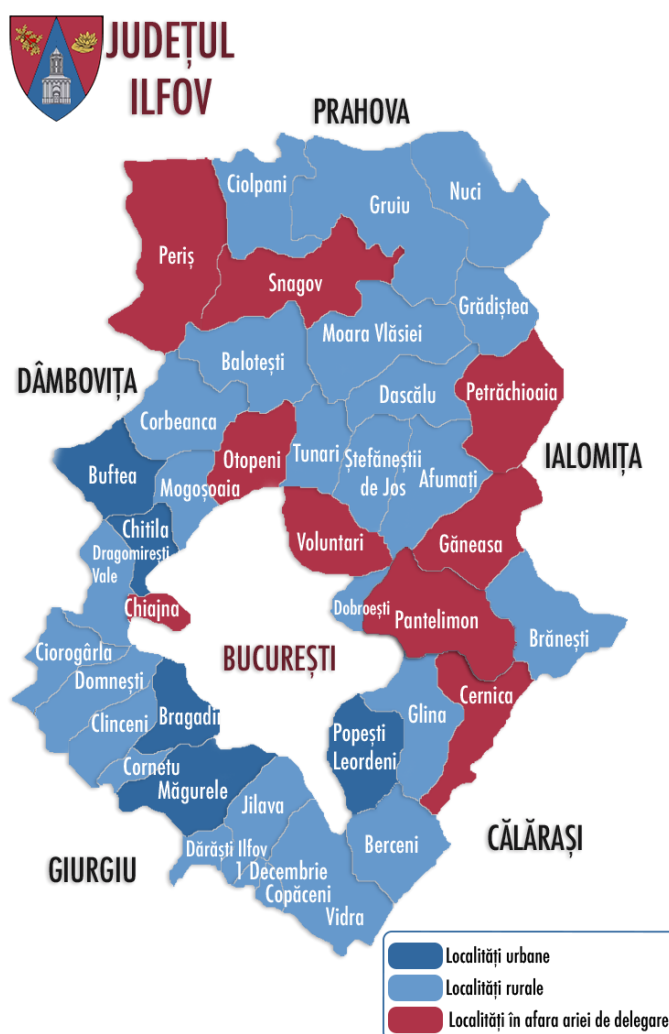 JUDEȚUL
ILFOV
PRAHOVA
Ciolpani
Gruiu
Nuci
Periș
Snagov
Grădiștea
Moara Vlăsiei
Balotești
DÂMBOVIȚA
Dascălu
Petrăchioaia
Corbeanca
Otopeni
Tunari
Ștefăneștii
de Jos
Afumați
IALOMIȚA
Buftea
Mogoșoaia
Chitila
Voluntari
Găneasa
Dragomirești
Vale
Chiajna
Dobroești
Pantelimon
Brănești
Ciorogârla
BUCUREȘTI
Domnești
Cernica
Clinceni
Bragadir
Glina
Popești
Leordeni
Cornetu
Măgurele
Jilava
CĂLĂRAȘI
Berceni
GIURGIU
Dărăști Ilfov
1 Decembrie
Copăceni
Vidra
Localități urbane
Localități rurale
Localități în afara ariei de delegare